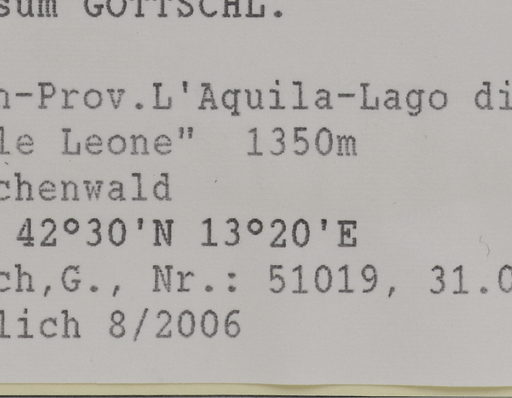 sum GOTTSCHL.
n-Prov.L'Aquila-Lago di
le Leone" 1350m
chenwald
42°30'N 13°20'E
ch,G., Nr.: 51019, 31.0
lich 8/2006